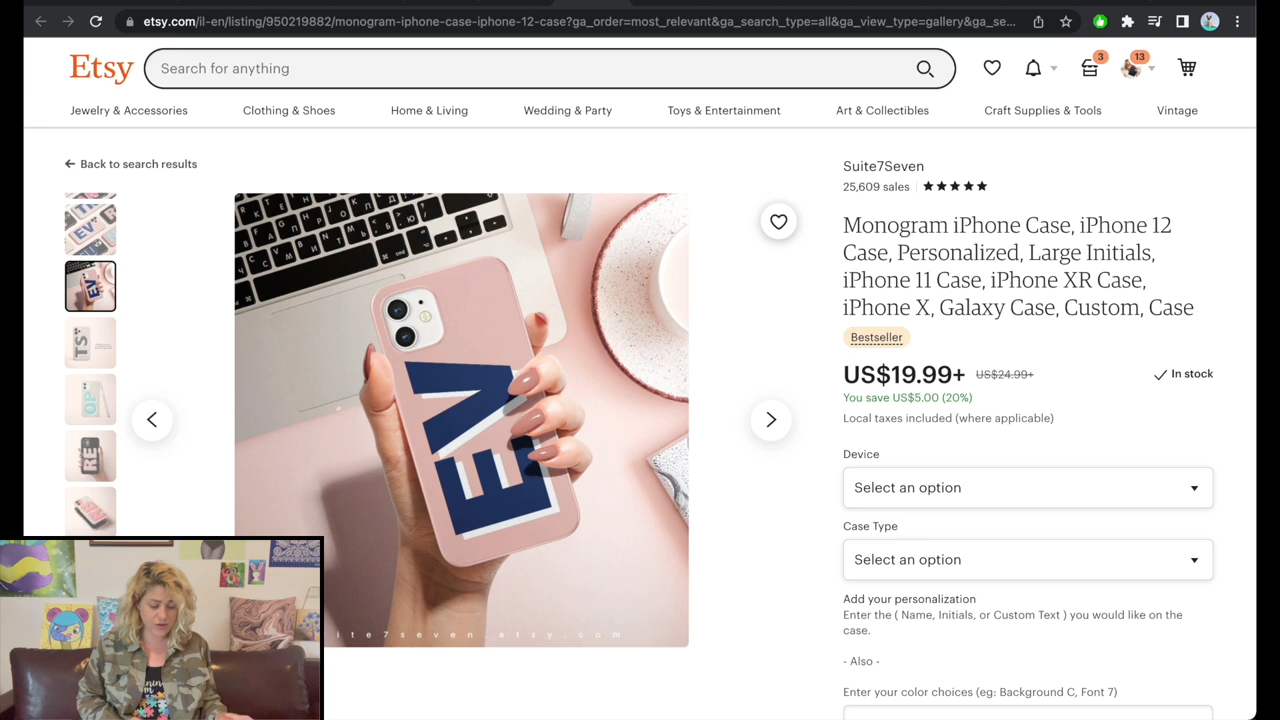 etsy.com/il-en/listing/950219882/monogram-iphone-case-iphone-12-case?ga_order=most_relevant&ga_search_type=all&ga_view_type=gallery&ga_se...
Etsy
Search for anything
3
13
Jewelry & Accessories
Clothing & Shoes
Home & Living
Wedding & Party
Toys & Entertainment
Art & Collectibles
Craft Supplies & Tools
Vintage
Back to search results
EV
ite7seven.etsy.com
TS
OP
RE
Suite7Seven
25,609 sales
Monogram iPhone Case, iPhone 12
Case, Personalized, Large Initials,
iPhone 11 Case, iPhone XR Case,
iPhone X, Galaxy Case, Custom, Case
Bestseller
US$19.99+ US$24.99+
In stock
You save US$5.00 (20%)
Local taxes included (where applicable)
Device
Select an option
Case Type
Select an option
Add your personalization
Enter the ( Name, Initials, or Custom Text ) you would like on the
case.
- Also -
Enter your color choices (eg: Background C, Font 7)